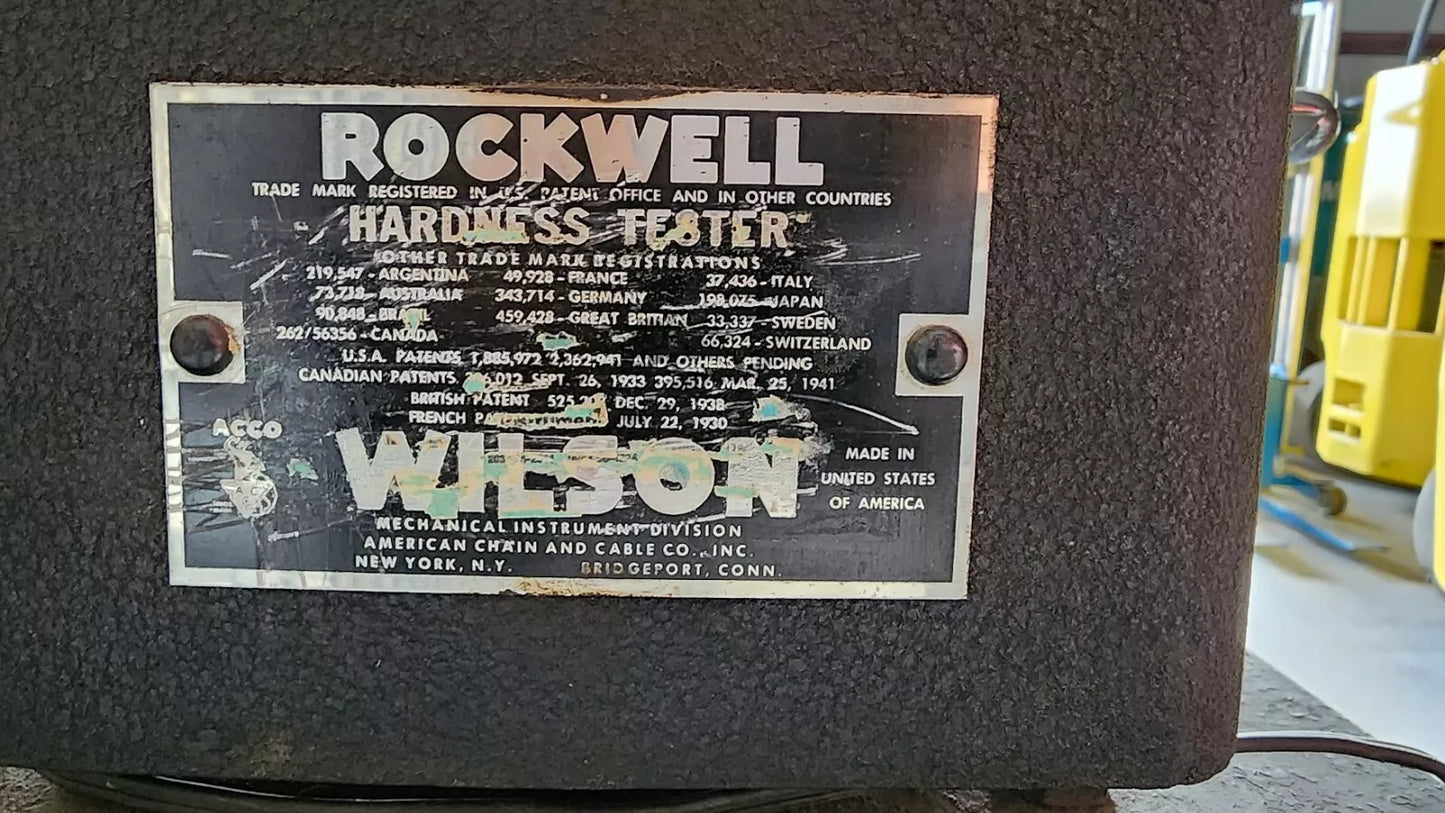 ROCKWELL
TRADE MARK REGISTERED IN U.S. PATENT OFFICE AND IN OTHER COUNTRIES
HARDNESS TESTER
OTHER TRADE MARK REGISTRATIONS
219,547 - ARGENTINA 49,928 - FRANCE 37,436 - ITALY
73,718 - AUSTRALIA 343,714 - GERMANY 198,075 - JAPAN
90,848 - BRASIL 459,428 - GREAT BRITIAN 33,337 - SWEDEN
262/56356 - CANADA 66,324 - SWITZERLAND
U.S.A. PATENTS 1,885,972 2,362,941 AND OTHERS PENDING
CANADIAN PATENTS SEPT. 26, 1933 395,516 MAR. 25, 1941
BRITISH PATENT DEC. 29, 1938
FRENCH JULY 22, 1930
ACCO
WILSON
MADE IN
UNITED STATES
OF AMERICA
MECHANICAL INSTRUMENT DIVISION
AMERICAN CHAIN AND CABLE CO., INC.
NEW YORK, N.Y. BRIDGEPORT, CONN.